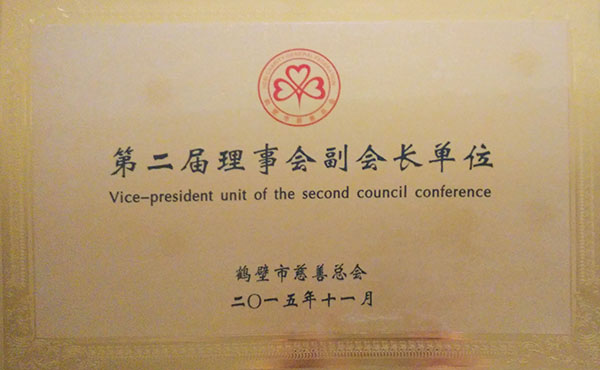 第二届理事会副会长单位
Vice-president unit of the second council conference
鹤壁市慈善总会
二〇一五年十一月